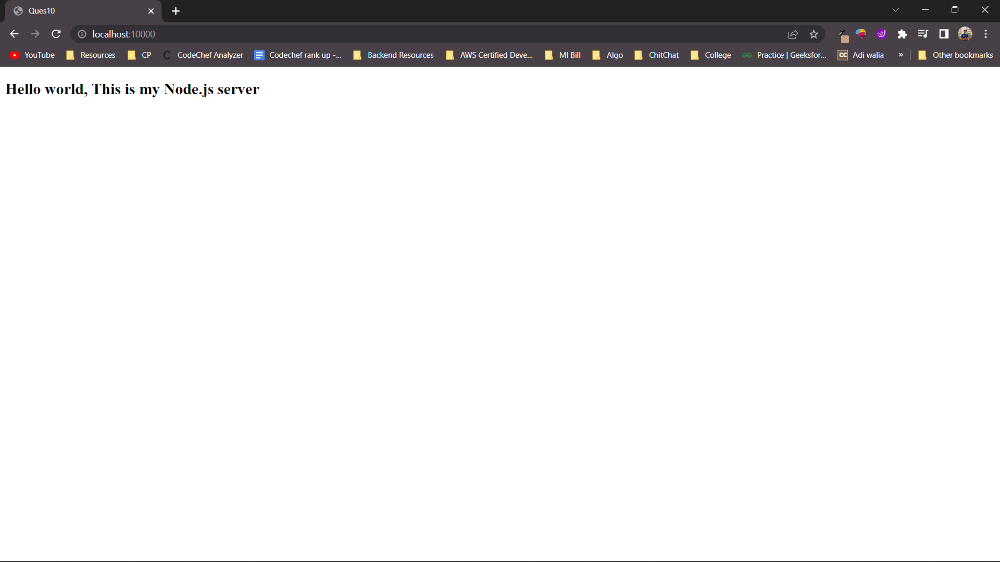 Ques10
localhost:10000
YouTube Resources CP CodeChef Analyzer Codechef rank up -... Backend Resources AWS Certified Deve... MI Bill Algo ChitChat College Practice | Geeksfor... CC Adi walia » Other bookmarks
Hello world, This is my Node.js server